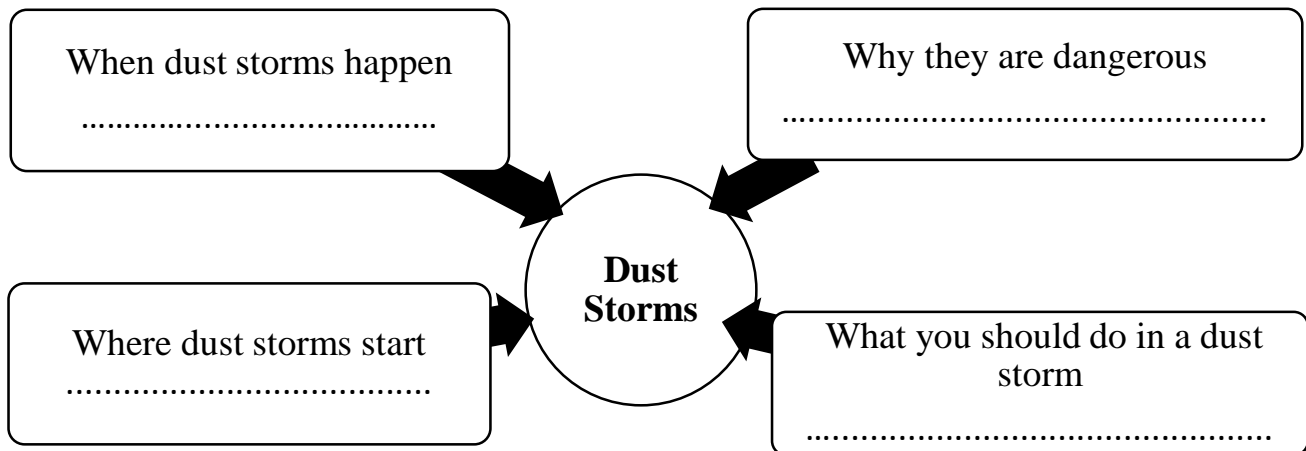 When dust storms happen
……………………………………
Why they are dangerous
…………………………………………………
Dust
Storms
Where dust storms start
……………………………………
What you should do in a dust
storm
………………………………………………